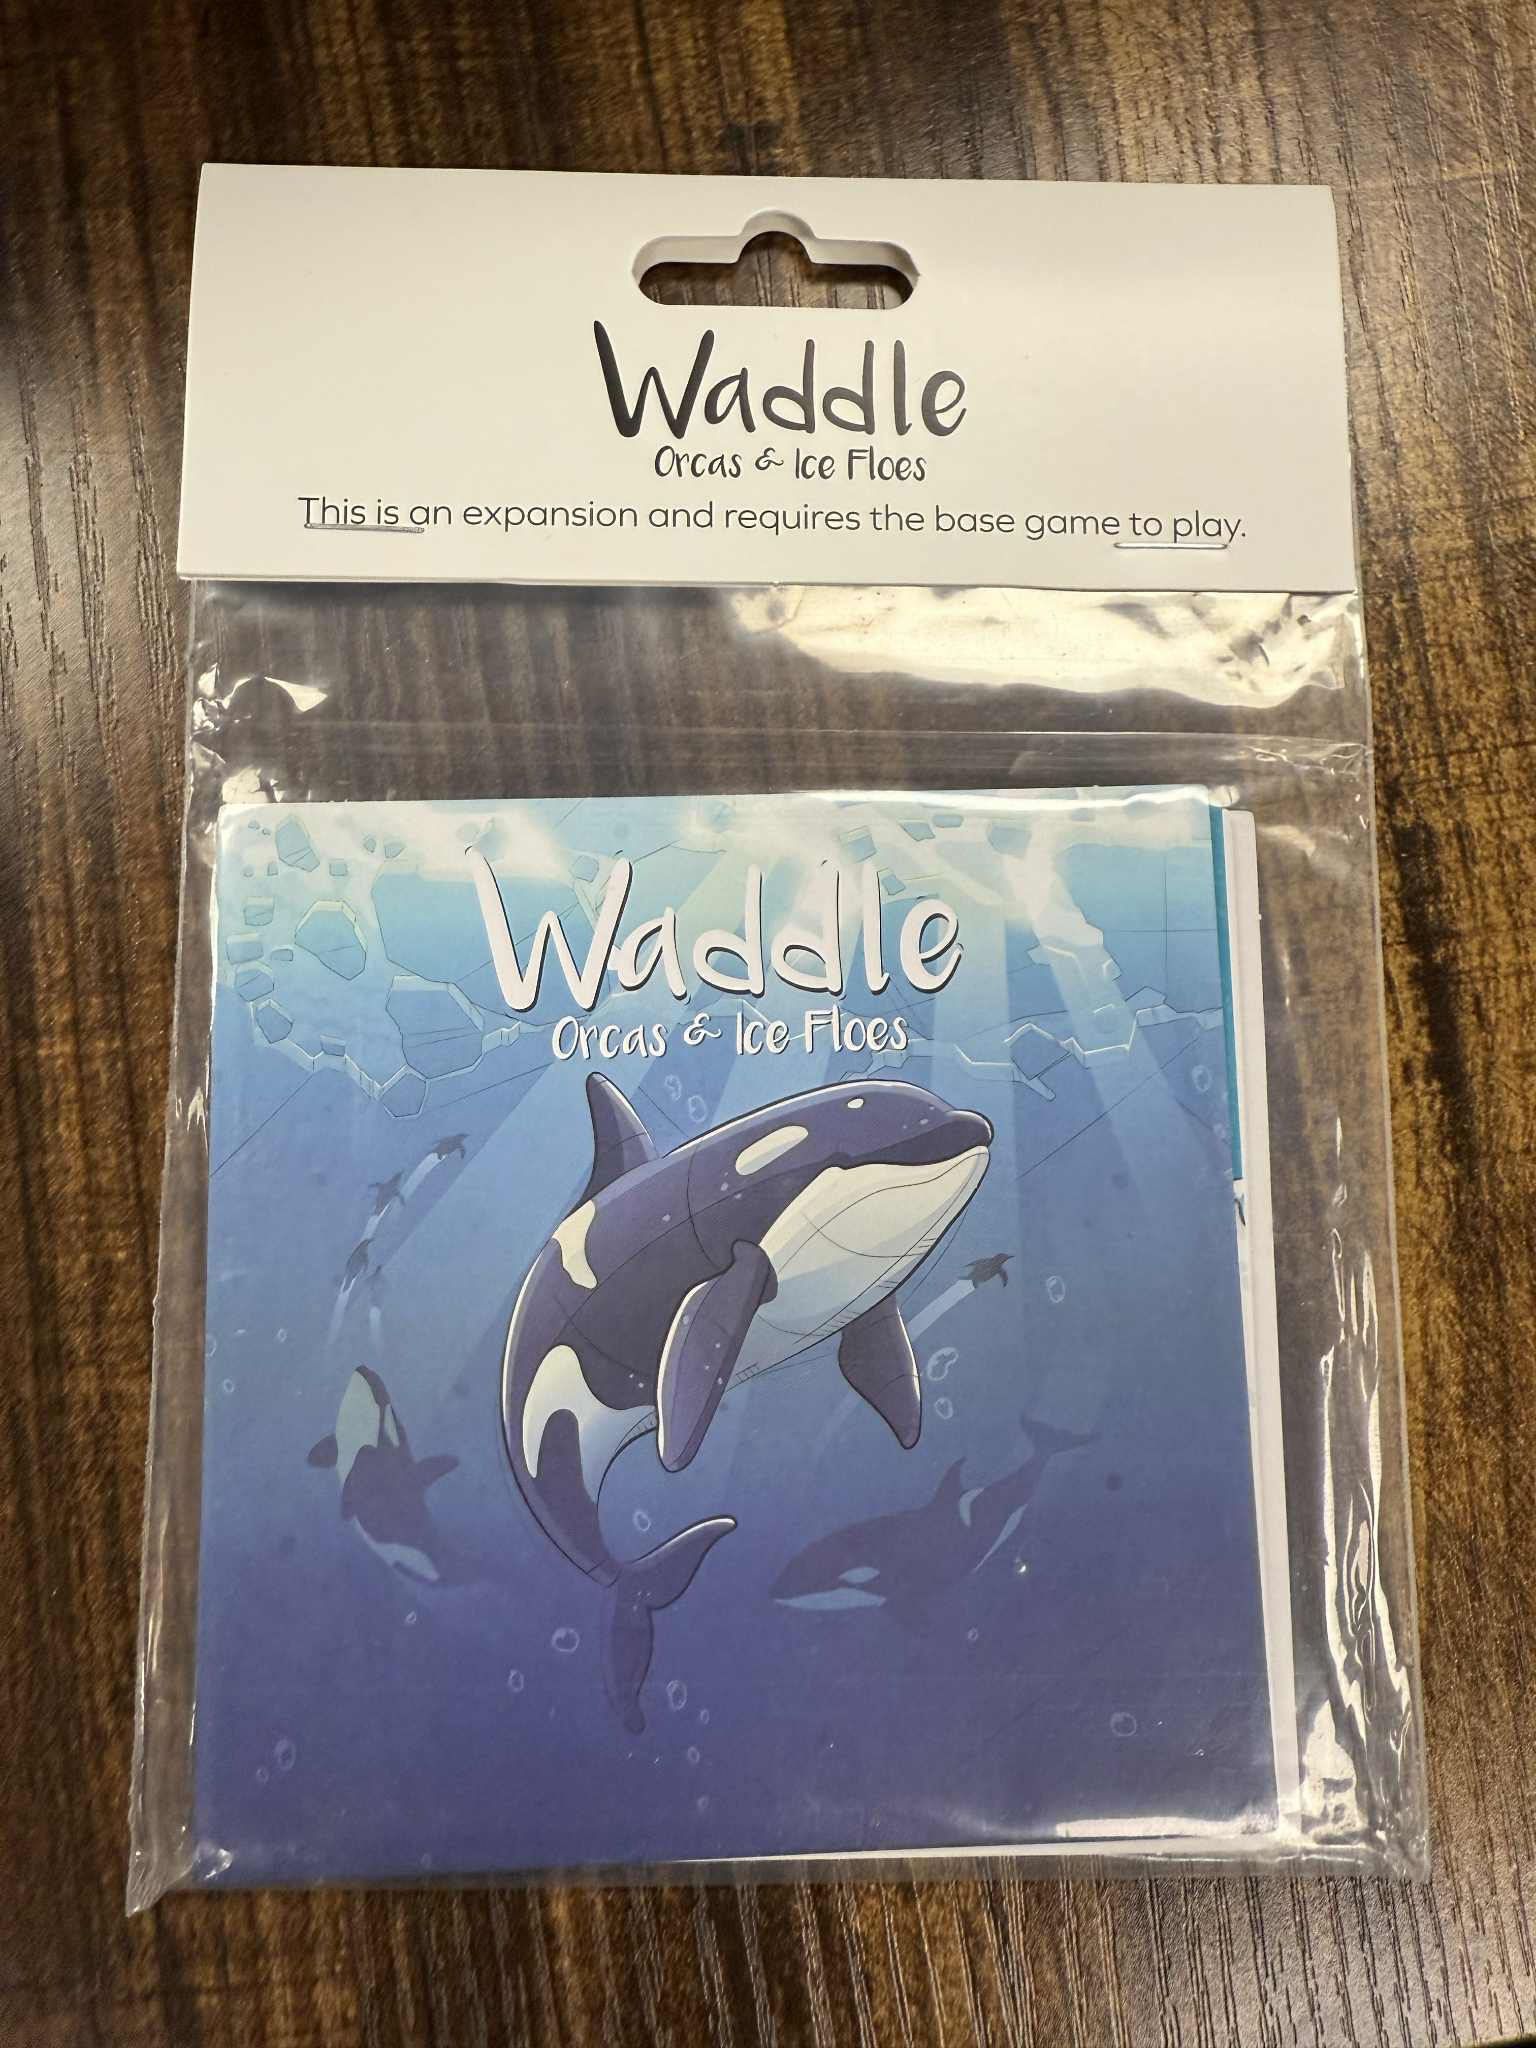 Waddle
Orcas & Ice Floes
This is an expansion and requires the base game to play.
Waddle
Orcas & Ice Floes